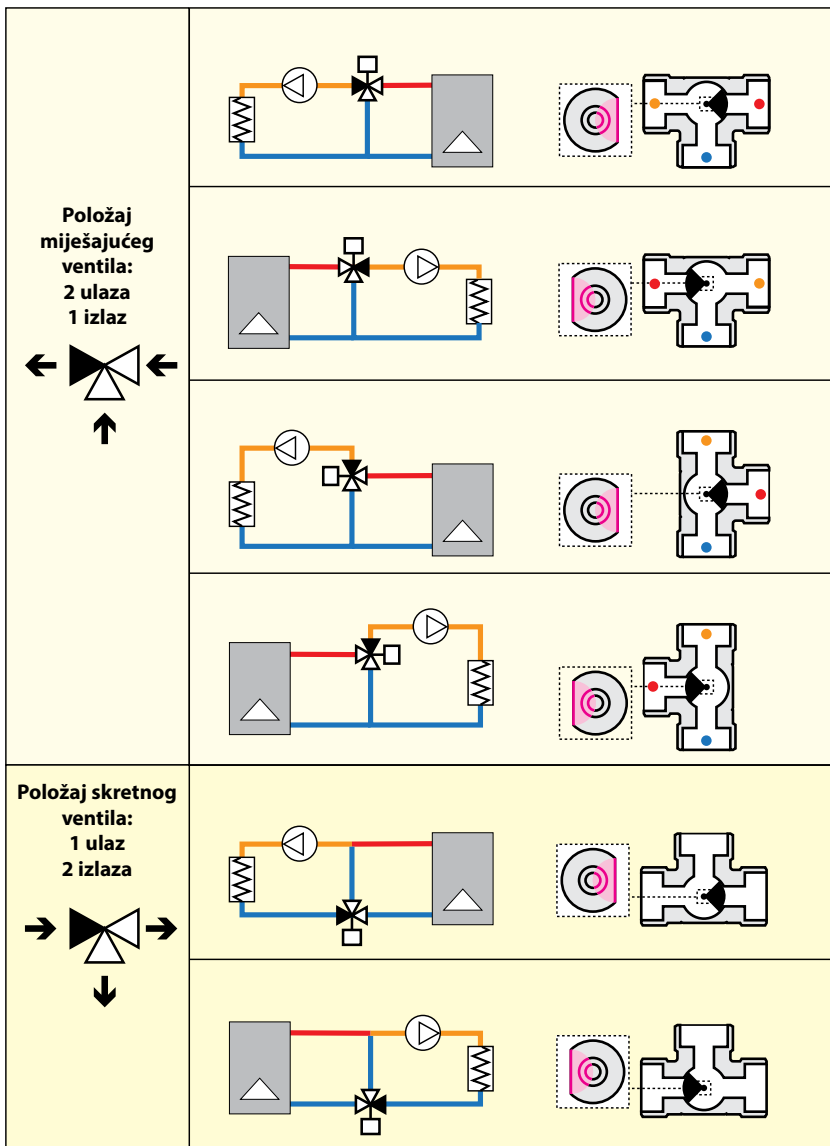 Položaj
miješajućeg
ventila:
2 ulaza
1 izlaz
Položaj skretnog
ventila:
1 ulaz
2 izlaza